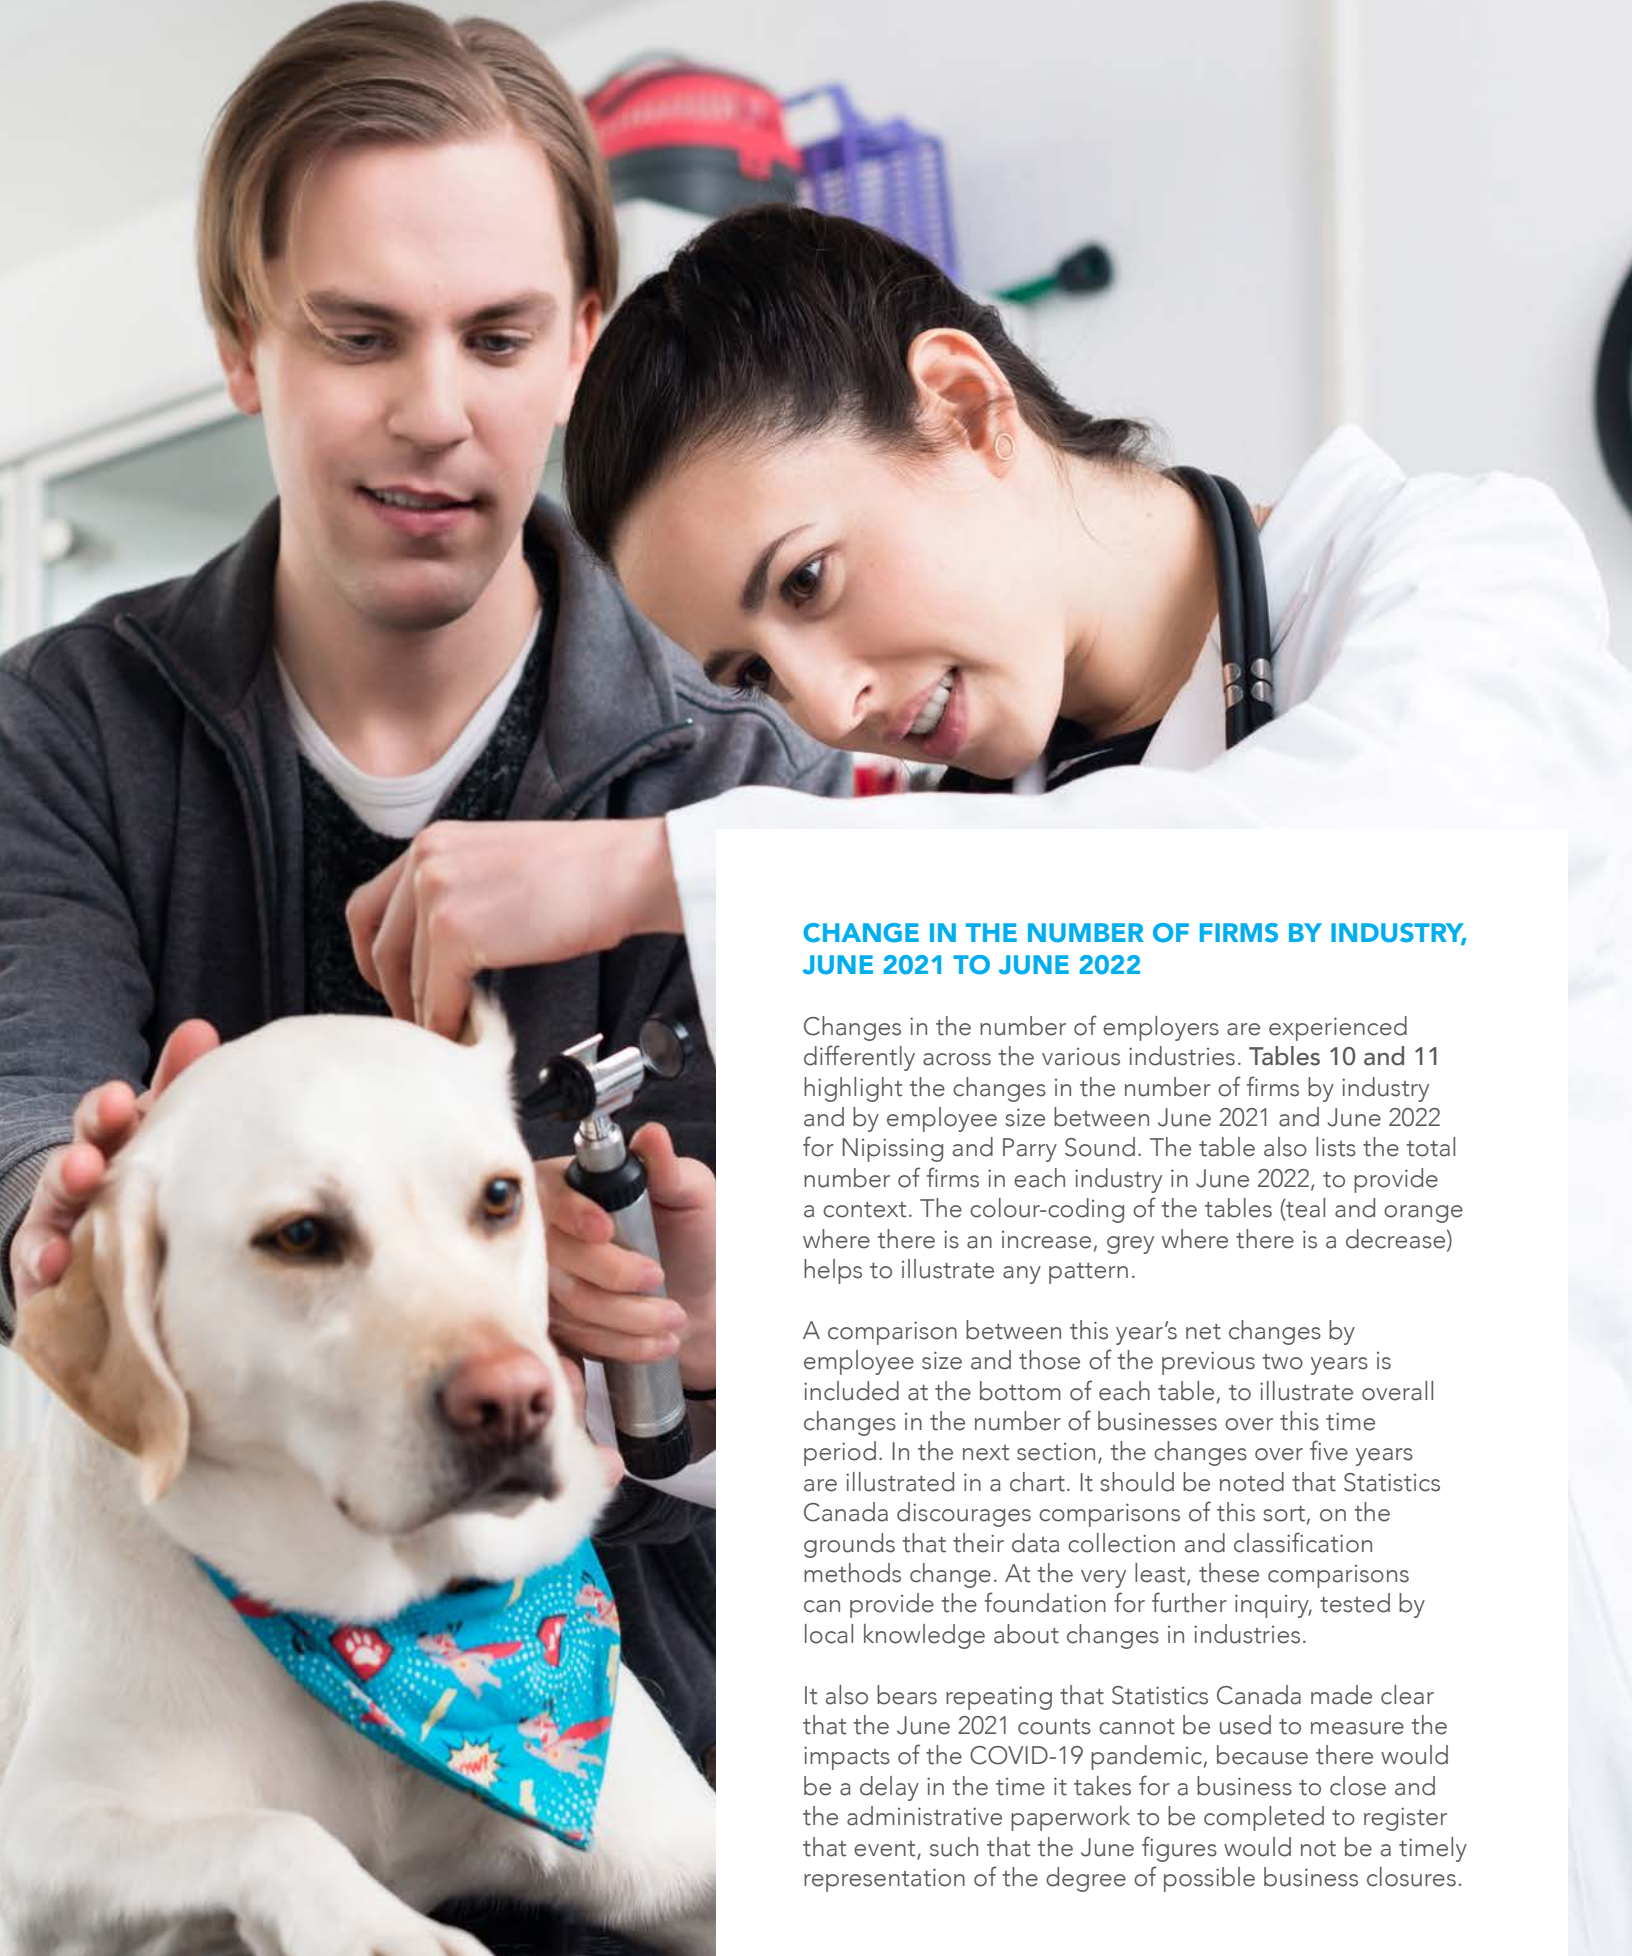 CHANGE IN THE NUMBER OF FIRMS BY INDUSTRY,
JUNE 2021 TO JUNE 2022
Changes in the number of employers are experienced
differently across the various industries. Tables 10 and 11
highlight the changes in the number of firms by industry
and by employee size between June 2021 and June 2022
for Nipissing and Parry Sound. The table also lists the total
number of firms in each industry in June 2022, to provide
a context. The colour-coding of the tables (teal and orange
where there is an increase, grey where there is a decrease)
helps to illustrate any pattern.
A comparison between this year’s net changes by
employee size and those of the previous two years is
included at the bottom of each table, to illustrate overall
changes in the number of businesses over this time
period. In the next section, the changes over five years
are illustrated in a chart. It should be noted that Statistics
Canada discourages comparisons of this sort, on the
grounds that their data collection and classification
methods change. At the very least, these comparisons
can provide the foundation for further inquiry, tested by
local knowledge about changes in industries.
It also bears repeating that Statistics Canada made clear
that the June 2021 counts cannot be used to measure the
impacts of the COVID-19 pandemic, because there would
be a delay in the time it takes for a business to close and
the administrative paperwork to be completed to register
that event, such that the June figures would not be a timely
representation of the degree of possible business closures.
POW!